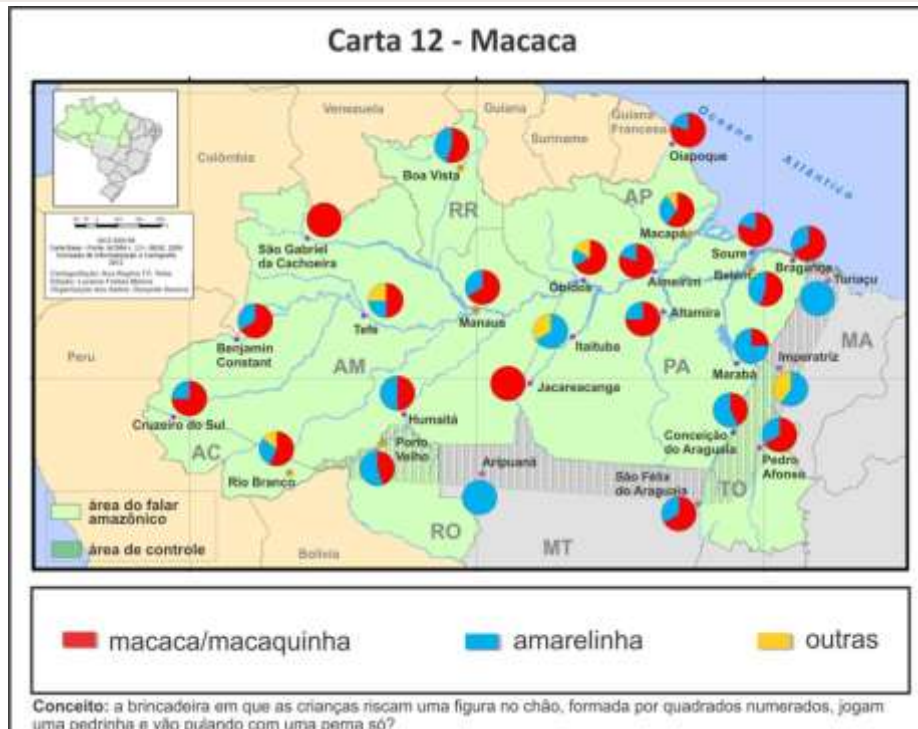 Carta 12 - Macaca
Venezuela
Guiana
Suriname
Guiana
Francesa
Oceano
Atlântico
Colômbia
Peru
Bolívia
Oiapoque
Boa Vista
RR
AP
Macapá
São Gabriel
da Cachoeira
Soure
Belém
Bragança
Turiaçu
Óbidos
Almeirim
Altamira
Tefé
Manaus
Itaituba
MA
Benjamin
Constant
AM
PA
Marabá
Imperatriz
Jacareacanga
Cruzeiro do Sul
Humaitá
Conceição
do Araguaia
Pedro
Afonso
AC
Porto
Velho
Rio Branco
Aripuanã
São Félix
do Araguaia
TO
RO
MT
área do falar
amazônico
área de controle
macaca/macaquinha
amarelinha
outras
Conceito: a brincadeira em que as crianças riscam uma figura no chão, formada por quadrados numerados, jogam
uma pedrinha e vão pulando com uma perna só?